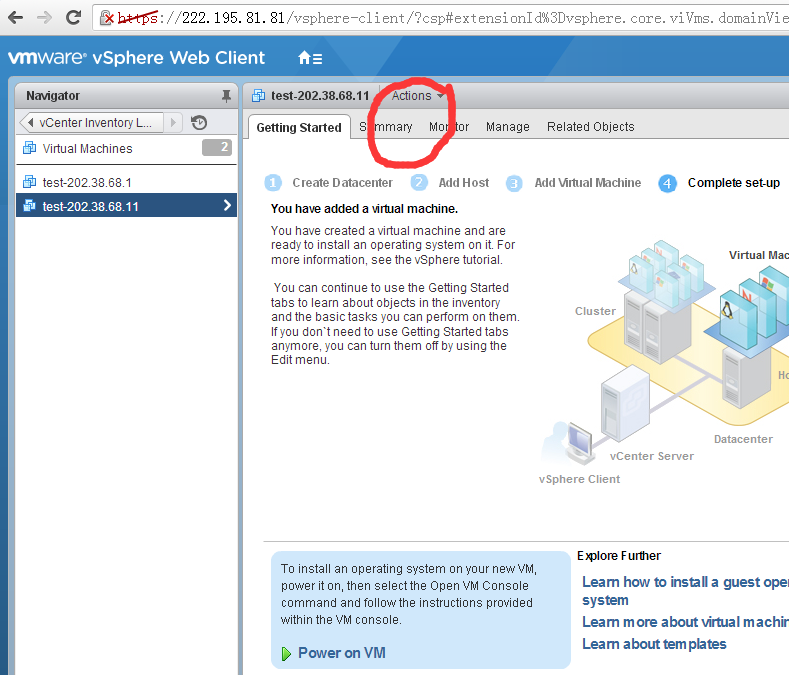 https://222.195.81.81/vsphere-client/?csp#extensionId%3Dvsphere.core.viVms.domainVie
vmware® vSphere Web Client
Navigator
vCenter Inventory L...
Virtual Machines 2
test-202.38.68.1
test-202.38.68.11
test-202.38.68.11 Actions
Getting Started Summary Monitor Manage Related Objects
1 Create Datacenter 2 Add Host 3 Add Virtual Machine 4 Complete set-up
You have added a virtual machine.
You have created a virtual machine and are
ready to install an operating system on it. For
more information, see the vSphere tutorial.
You can continue to use the Getting Started
tabs to learn about objects in the inventory
and the basic tasks you can perform on them.
If you don`t need to use Getting Started tabs
anymore, you can turn them off by using the
Edit menu.
Virtual Mac
Cluster
Ho
Datacenter
vCenter Server
vSphere Client
To install an operating system on your new VM,
power it on, then select the Open VM Console
command and follow the instructions provided
within the VM console.
Power on VM
Explore Further
Learn how to install a guest ope
system
Learn more about virtual machin
Learn about templates